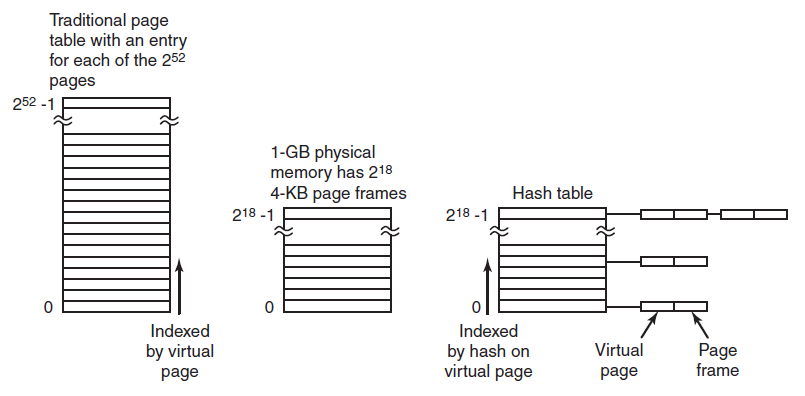 Traditional page
table with an entry
for each of the 2⁵²
pages
2⁵² -1
0
Indexed
by virtual
page
1-GB physical
memory has 2¹⁸
4-KB page frames
2¹⁸ -1
0
Hash table
2¹⁸ -1
0
Indexed
by hash on
virtual page
Virtual
page
Page
frame